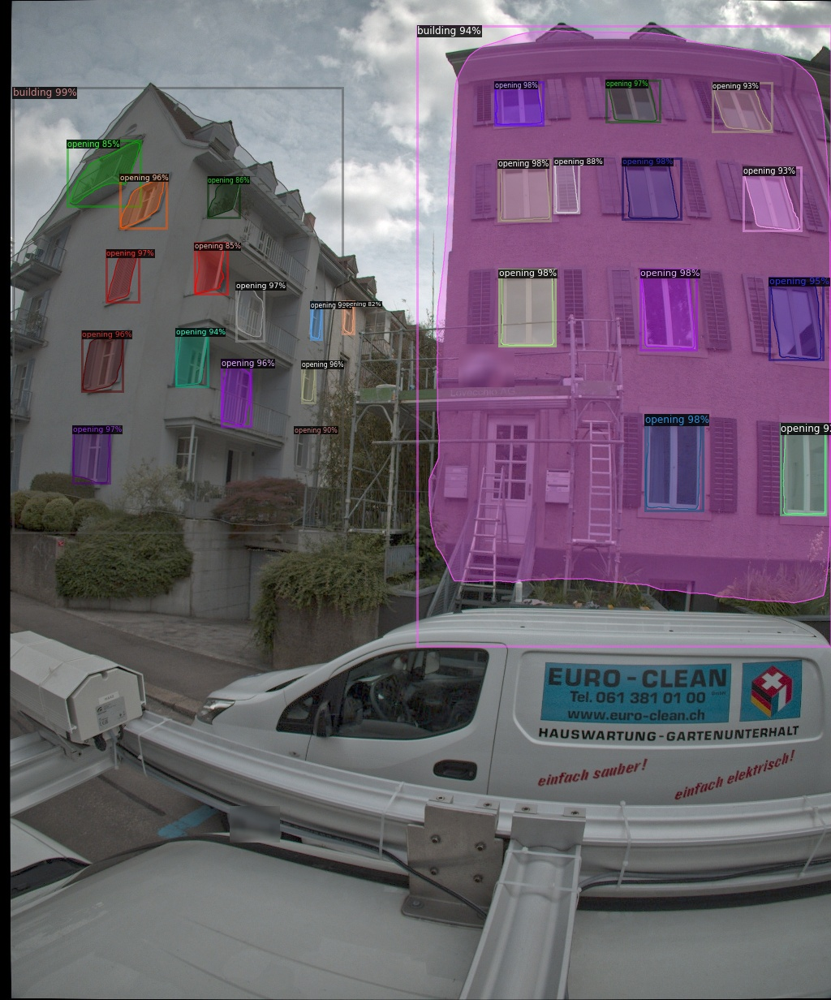 building 94%
building 99%
opening 98%
opening 97%
opening 93%
opening 85%
opening 96%
opening 86%
opening 98%
opening 88%
opening 98%
opening 93%
opening 97%
opening 85%
opening 97%
opening 98%
opening 98%
opening 95%
opening
opening 82%
opening 96%
opening 94%
opening 96%
opening 96%
opening 97%
opening 90%
opening 98%
opening
EURO-CLEAN
Tel. 061 381 01 00 GmbH
www.euro-clean.ch
HAUSWARTUNG-GARTENUNTERHALT
einfach sauber!
einfach elektrisch!